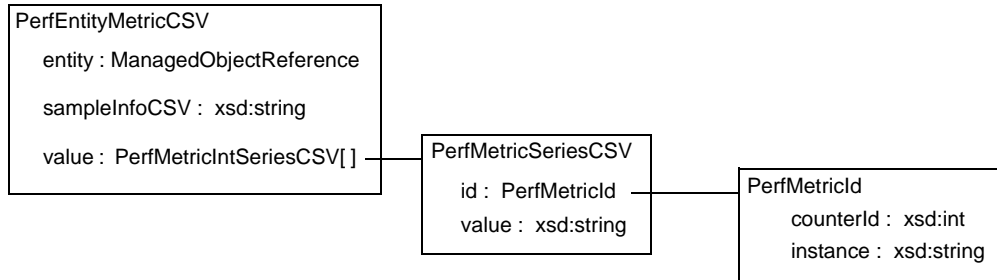 PerfEntityMetricCSV
entity : ManagedObjectReference
sampleInfoCSV : xsd:string
value : PerfMetricIntSeriesCSV[ ]
PerfMetricSeriesCSV
id : PerfMetricId
value : xsd:string
PerfMetricId
counterId : xsd:int
instance : xsd:string